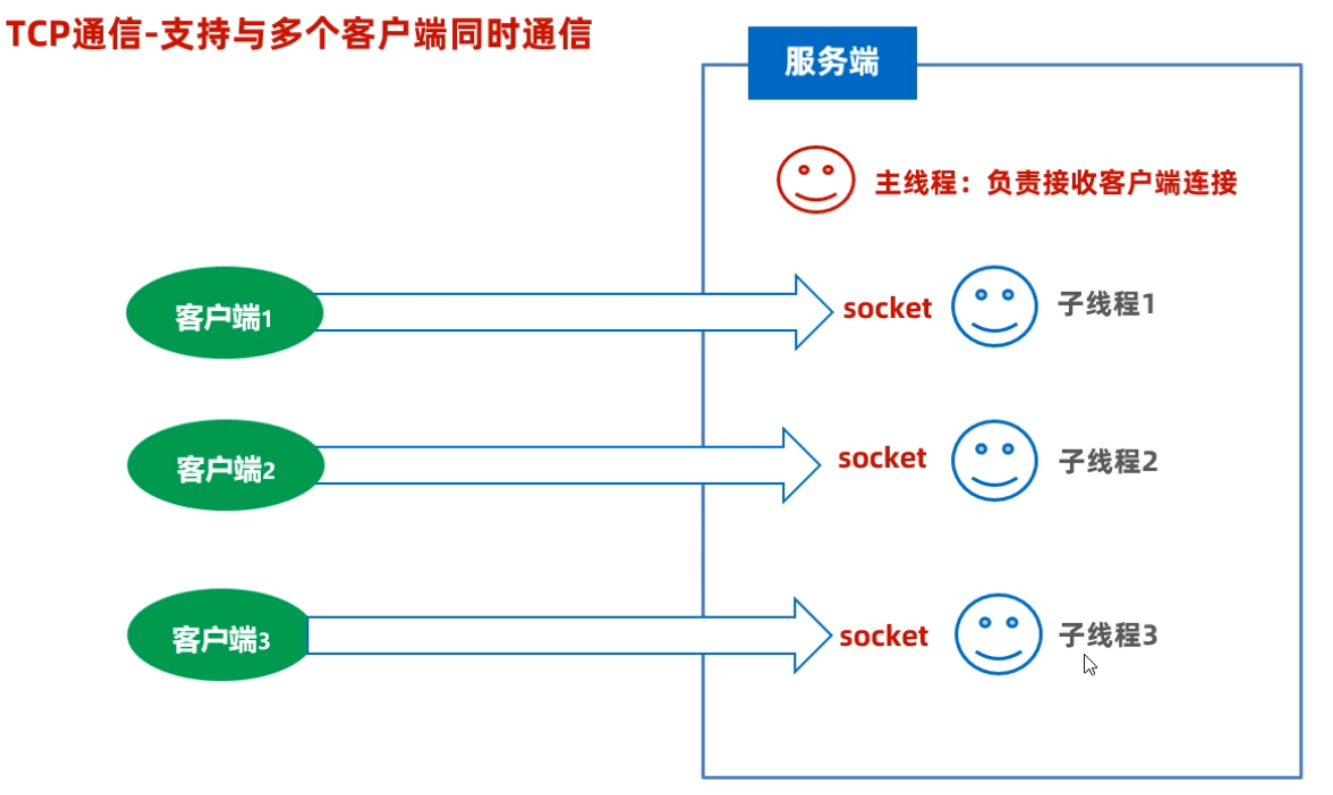 TCP通信-支持与多个客户端同时通信
服务端
主线程：负责接收客户端连接
客户端1
socket
子线程1
客户端2
socket
子线程2
客户端3
socket
子线程3